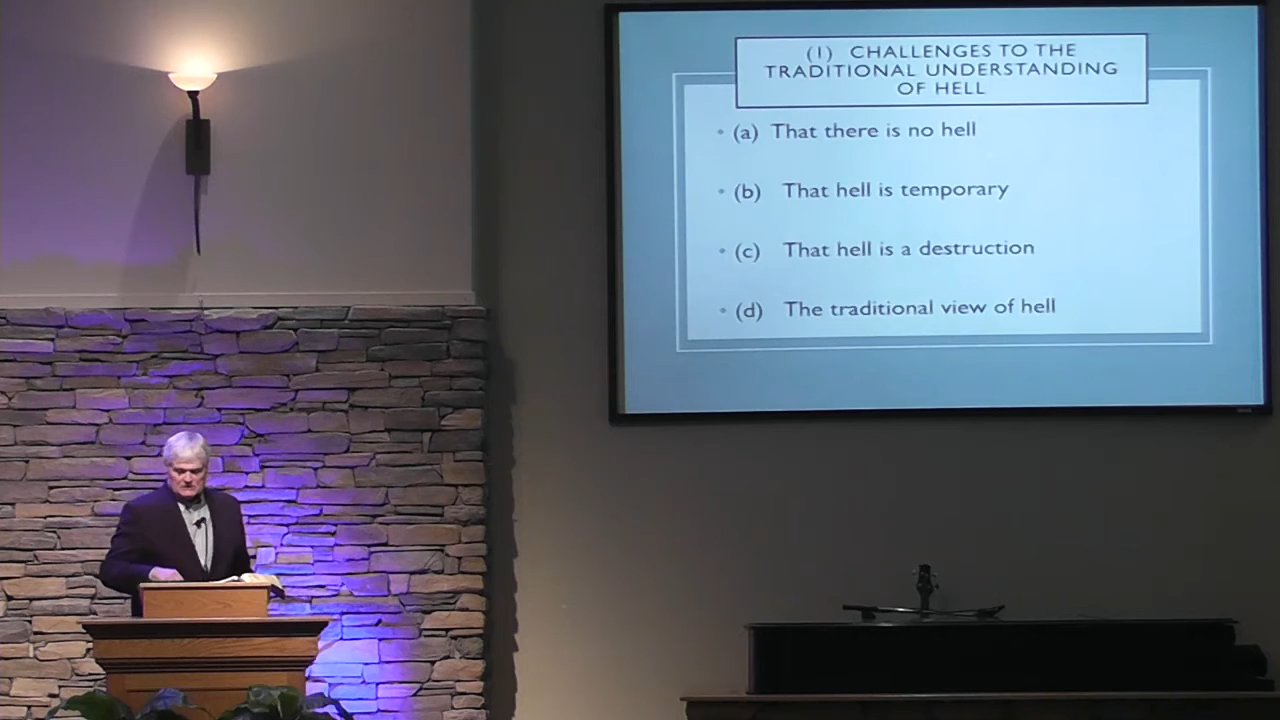 (1) CHALLENGES TO THE
TRADITIONAL UNDERSTANDING
OF HELL
• (a) That there is no hell
• (b) That hell is temporary
• (c) That hell is a destruction
• (d) The traditional view of hell